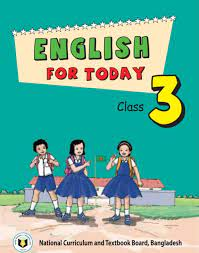 ENGLISH
FOR TODAY
Class 3
National Curriculum and Textbook Board, Bangladesh